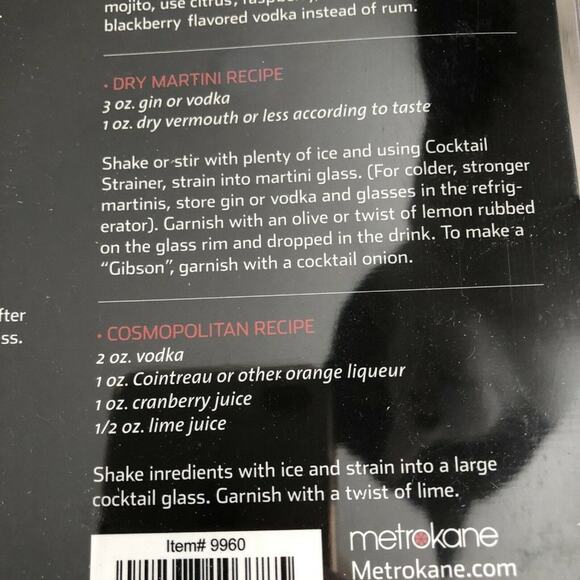 mojito, use citrus, raspberry,
blackberry flavored vodka instead of rum.
• DRY MARTINI RECIPE
3 oz. gin or vodka
1 oz. dry vermouth or less according to taste
Shake or stir with plenty of ice and using Cocktail
Strainer, strain into martini glass. (For colder, stronger
martinis, store gin or vodka and glasses in the refrig-
erator). Garnish with an olive or twist of lemon rubbed
on the glass rim and dropped in the drink. To make a
“Gibson”, garnish with a cocktail onion.
fter
ss.
• COSMOPOLITAN RECIPE
2 oz. vodka
1 oz. Cointreau or other orange liqueur
1 oz. cranberry juice
1/2 oz. lime juice
Shake inredients with ice and strain into a large
cocktail glass. Garnish with a twist of lime.
Item# 9960
metrokane
Metrokane.com